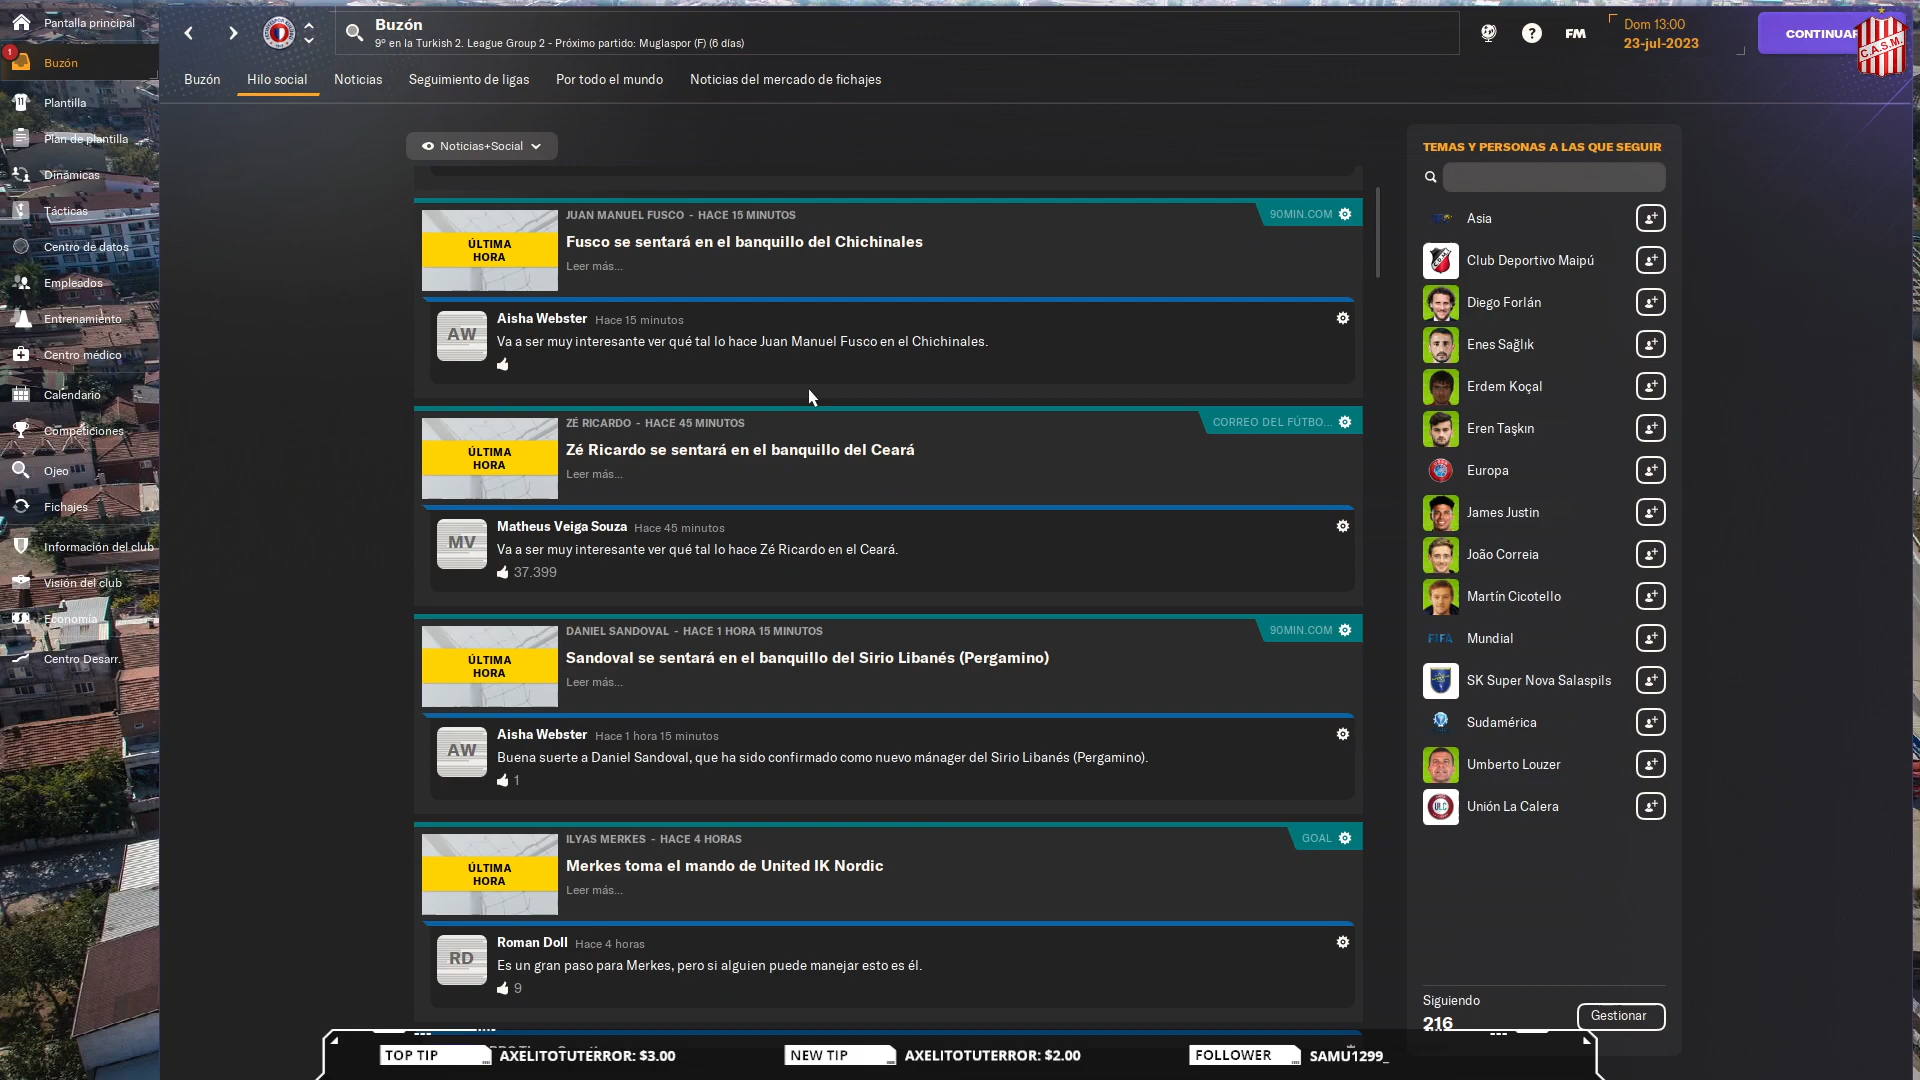 Pantalla principal
Buzón
9º en la Turkish 2. League Group 2 - Próximo partido: Muglaspor (F) (6 días)
FM
Dom 13:00
23-jul-2023
CONTINUAR
C.A.S.M.
1
Buzón
Buzón
Hilo social
Noticias
Seguimiento de ligas
Por todo el mundo
Noticias del mercado de fichajes
Plantilla
Plan de plantilla
Dinámicas
Tácticas
Centro de datos
Empleados
Entrenamiento
Centro médico
Calendario
Competiciones
Ojeo
Fichajes
Información del club
Visión del club
Economía
Centro Desarr.
Noticias+Social
ÚLTIMA
HORA
JUAN MANUEL FUSCO - HACE 15 MINUTOS
90MIN.COM
Fusco se sentará en el banquillo del Chichinales
Leer más...
AW
Aisha Webster Hace 15 minutos
Va a ser muy interesante ver qué tal lo hace Juan Manuel Fusco en el Chichinales.
ÚLTIMA
HORA
ZÉ RICARDO - HACE 45 MINUTOS
CORREO DEL FÚTBO...
Zé Ricardo se sentará en el banquillo del Ceará
Leer más...
MV
Matheus Veiga Souza Hace 45 minutos
Va a ser muy interesante ver qué tal lo hace Zé Ricardo en el Ceará.
37.399
ÚLTIMA
HORA
DANIEL SANDOVAL - HACE 1 HORA 15 MINUTOS
90MIN.COM
Sandoval se sentará en el banquillo del Sirio Libanés (Pergamino)
Leer más...
AW
Aisha Webster Hace 1 hora 15 minutos
Buena suerte a Daniel Sandoval, que ha sido confirmado como nuevo mánager del Sirio Libanés (Pergamino).
1
ÚLTIMA
HORA
ILYAS MERKES - HACE 4 HORAS
GOAL
Merkes toma el mando de United IK Nordic
Leer más...
RD
Roman Doll Hace 4 horas
Es un gran paso para Merkes, pero si alguien puede manejar esto es él.
9
TEMAS Y PERSONAS A LAS QUE SEGUIR
Asia
Club Deportivo Maipú
Diego Forlán
Enes Sağlık
Erdem Koçal
Eren Taşkın
Europa
James Justin
João Correia
Martín Cicotello
FIFA
Mundial
SK Super Nova Salaspils
Sudamérica
Umberto Louzer
ULC
Unión La Calera
Siguiendo
216
Gestionar
TOP TIP
AXELITOTUTERROR: $3.00
NEW TIP
AXELITOTUTERROR: $2.00
FOLLOWER
SAMU1299_